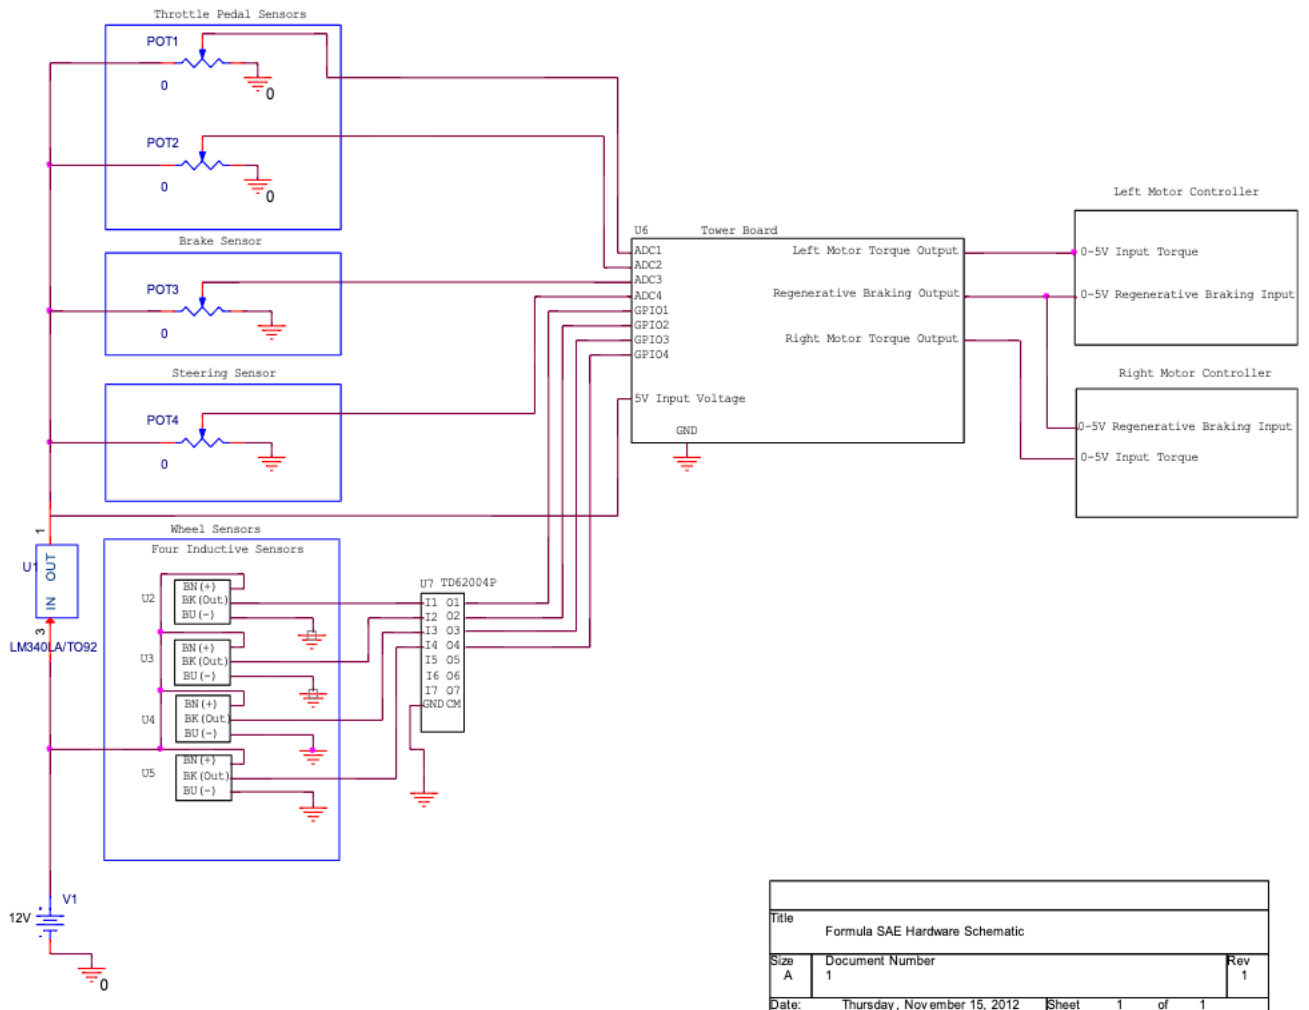 Throttle Pedal Sensors
POT1
0
0
POT2
0
0
Brake Sensor
POT3
0
Steering Sensor
POT4
0
U6 Tower Board
ADC1
ADC2
ADC3
ADC4
GPIO1
GPIO2
GPIO3
GPIO4
5V Input Voltage
GND
Left Motor Torque Output
Regenerative Braking Output
Right Motor Torque Output
Left Motor Controller
0-5V Input Torque
0-5V Regenerative Braking Input
Right Motor Controller
0-5V Regenerative Braking Input
0-5V Input Torque
1
U1
OUT
IN
3
LM340LA/TO92
Wheel Sensors
Four Inductive Sensors
U2
BN(+)
BK(Out)
BU(-)
U3
BN(+)
BK(Out)
BU(-)
U4
BN(+)
BK(Out)
BU(-)
U5
BN(+)
BK(Out)
BU(-)
U7 TD62004P
I1 O1
I2 O2
I3 O3
I4 O4
I5 O5
I6 O6
I7 O7
GND CM
V1
12V
0
Title
Formula SAE Hardware Schematic
Size Document Number Rev
A 1 1
Date: Thursday, November 15, 2012 Sheet 1 of 1